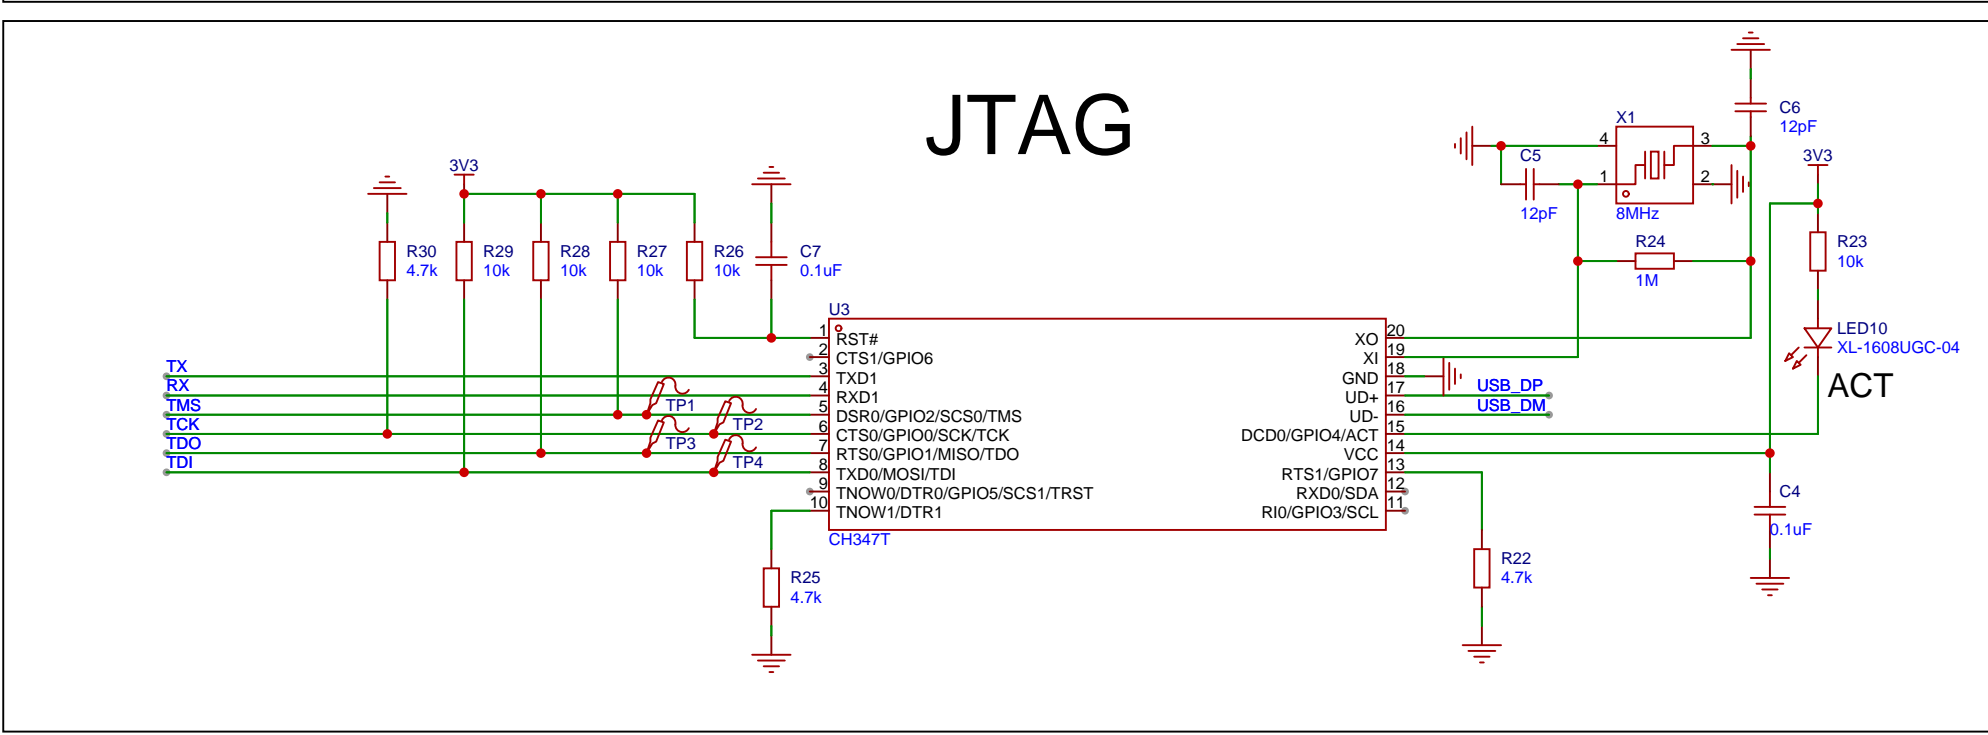 JTAG
C6
12pF
X1
4
3
1
2
8MHz
C5
12pF
3V3
3V3
R30
4.7k
R29
10k
R28
10k
R27
10k
R26
10k
C7
0.1uF
R24
1M
R23
10k
U3
1 RST#
2 CTS1/GPIO6
3 TXD1
4 RXD1
5 DSR0/GPIO2/SCS0/TMS
6 CTS0/GPIO0/SCK/TCK
7 RTS0/GPIO1/MISO/TDO
8 TXD0/MOSI/TDI
9 TNOW0/DTR0/GPIO5/SCS1/TRST
10 TNOW1/DTR1
XO 20
XI 19
GND 18
UD+ 17
UD- 16
DCD0/GPIO4/ACT 15
VCC 14
RTS1/GPIO7 13
RXD0/SDA 12
RI0/GPIO3/SCL 11
CH347T
TX
RX
TMS
TCK
TDO
TDI
TP1
TP2
TP3
TP4
USB_DP
USB_DM
LED10
XL-1608UGC-04
ACT
C4
0.1uF
R25
4.7k
R22
4.7k